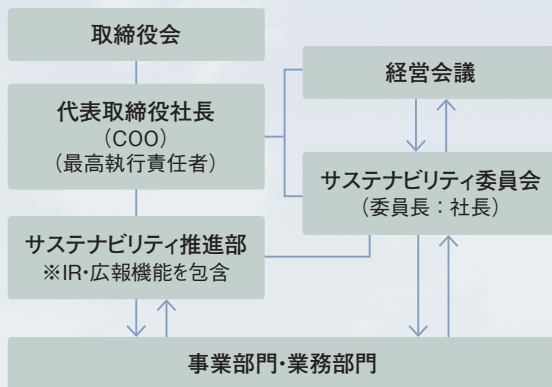 取締役会
代表取締役社長
（COO）
（最高執行責任者）
サステナビリティ推進部
※IR・広報機能を包含
経営会議
サステナビリティ委員会
（委員長：社長）
事業部門・業務部門